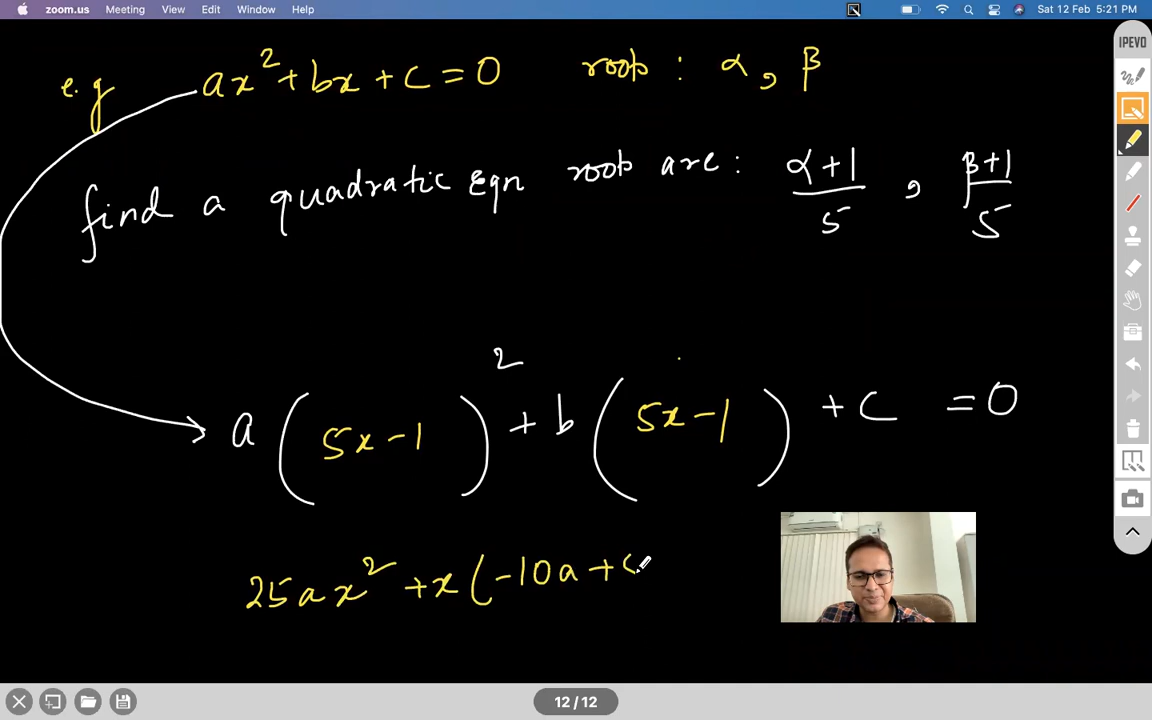 zoom.us Meeting View Edit Window Help Sat 12 Feb 5:21 PM
IPEVO
e.g ax²+bx+c=0 roots : α, β
find a quadratic Eqn roots are : (α+1)/5 , (β+1)/5
a(5x-1)² + b(5x-1) + c = 0
25ax² + x(-10a+
12/12